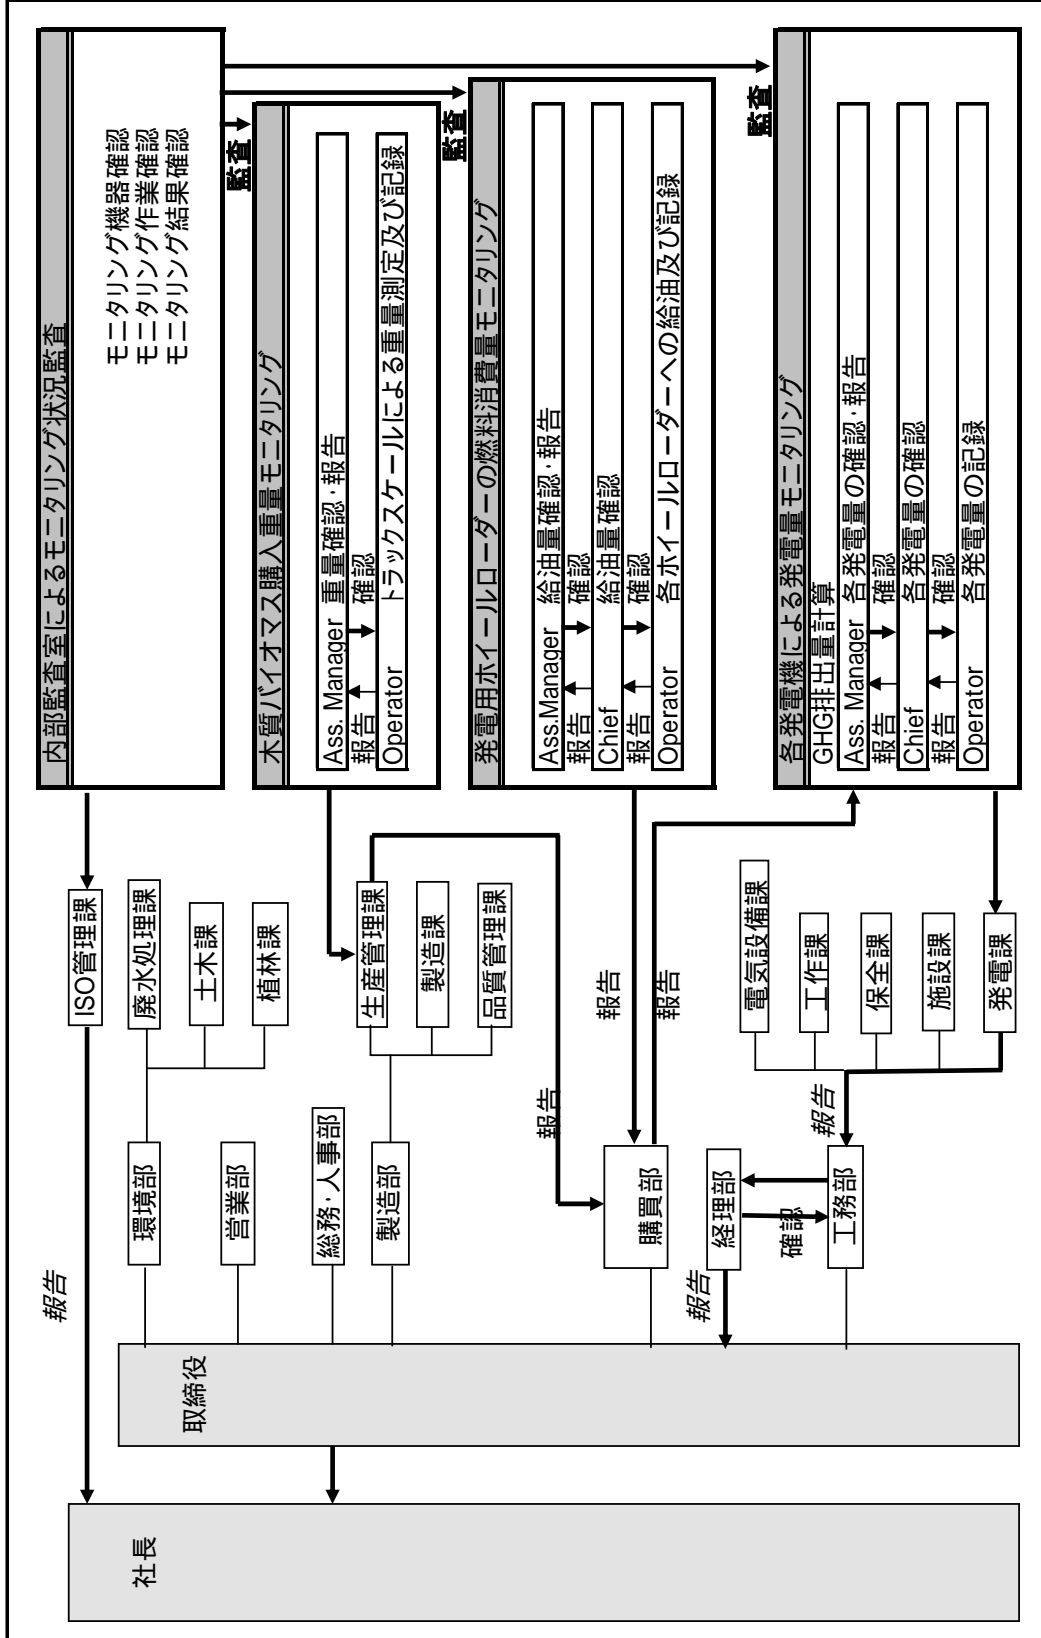 社長
取締役
報告
環境部
営業部
総務・人事部
製造部
購買部
経理部
工務部
報告
確認
報告
報告
報告
報告
ISO管理課
廃水処理課
土木課
植林課
生産管理課
製造課
品質管理課
電気設備課
工作課
保全課
施設課
発電課
内部監査室によるモニタリング状況監査
モニタリング機器確認
モニタリング作業確認
モニタリング結果確認
監査
木質バイオマス購入重量モニタリング
Ass. Manager 重量確認・報告
報告 確認
Operator トラックスケールによる重量測定及び記録
監査
発電用ホイールローダーの燃料消費量モニタリング
Ass.Manager 給油量確認・報告
報告 確認
Chief 給油量確認
報告 確認
Operator 各ホイールローダーへの給油及び記録
監査
各発電機による発電量モニタリング
GHG排出量計算
Ass. Manager 各発電量の確認・報告
報告 確認
Chief 各発電量の確認
報告 確認
Operator 各発電量の記録